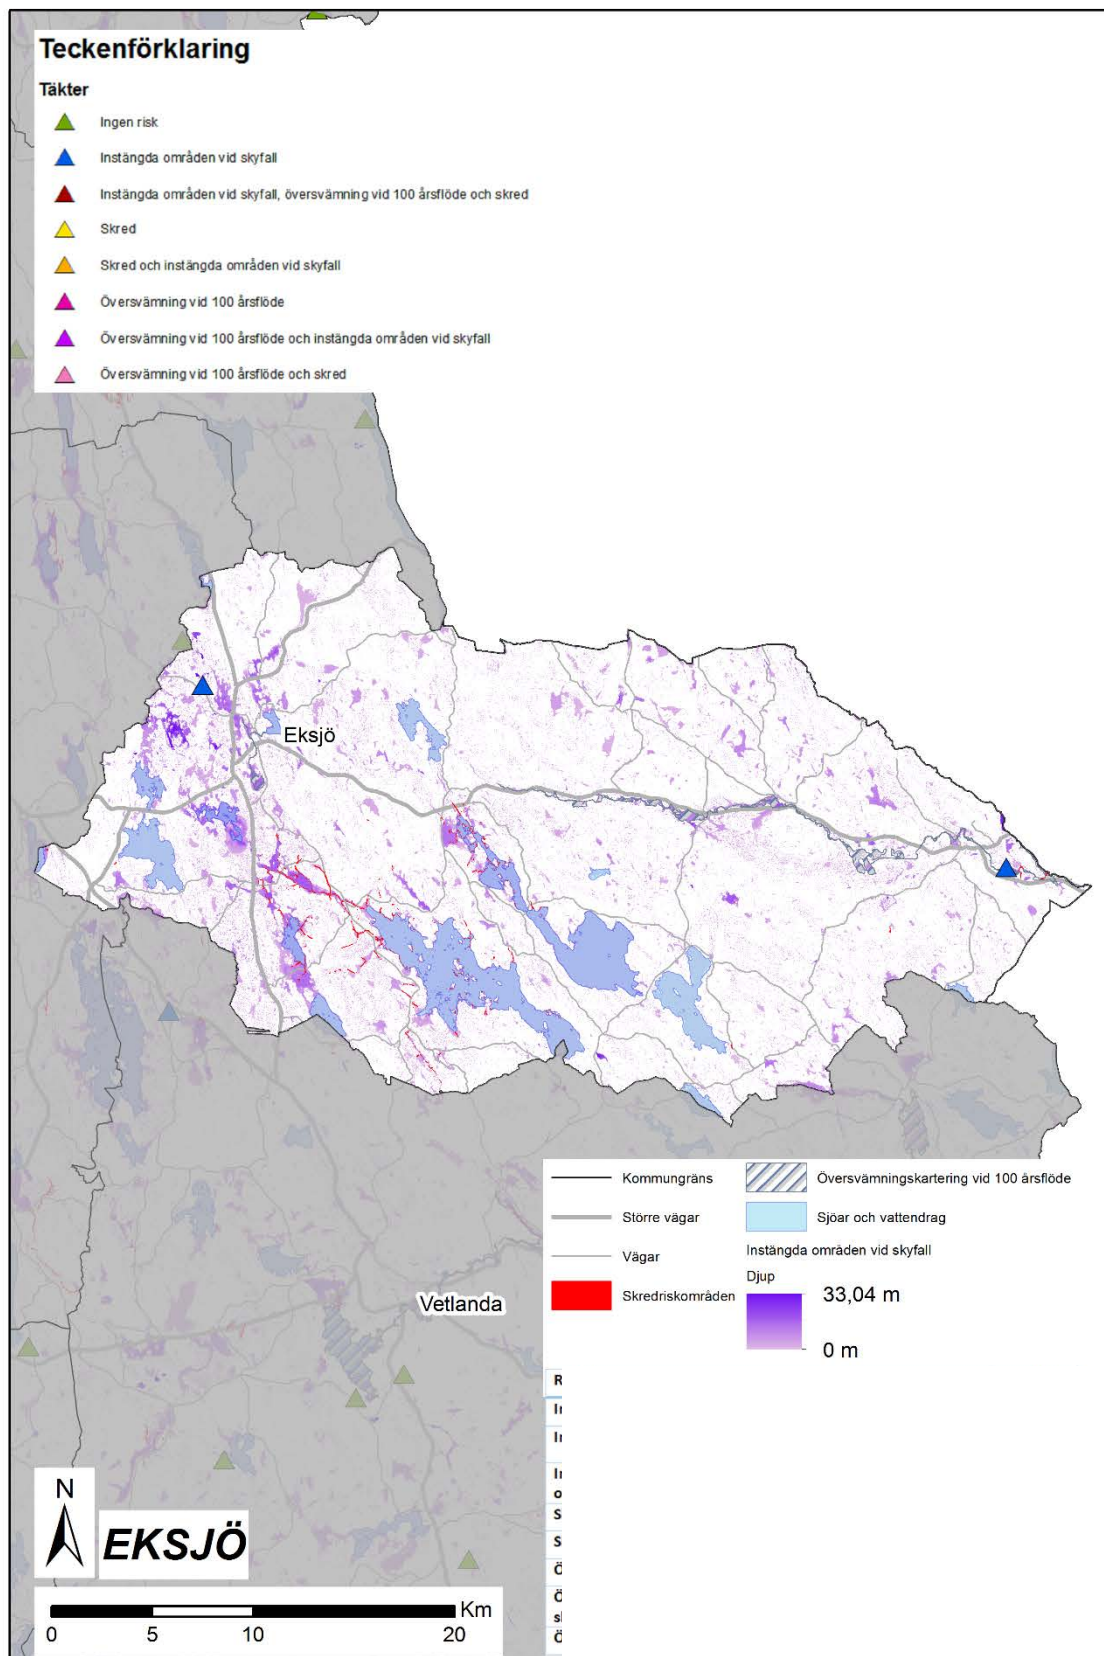 Teckenförklaring
Täkter
Ingen risk
Instängda områden vid skyfall
Instängda områden vid skyfall, översvämning vid 100 årsflöde och skred
Skred
Skred och instängda områden vid skyfall
Översvämning vid 100 årsflöde
Översvämning vid 100 årsflöde och instängda områden vid skyfall
Översvämning vid 100 årsflöde och skred
Eksjö
Vetlanda
Kommungräns
Större vägar
Vägar
Skredriskområden
Översvämningskartering vid 100 årsflöde
Sjöar och vattendrag
Instängda områden vid skyfall
Djup
33,04 m
0 m
R
o
S
S
Ö
Ö
Ö
N
EKSJÖ
Km
0 5 10 20